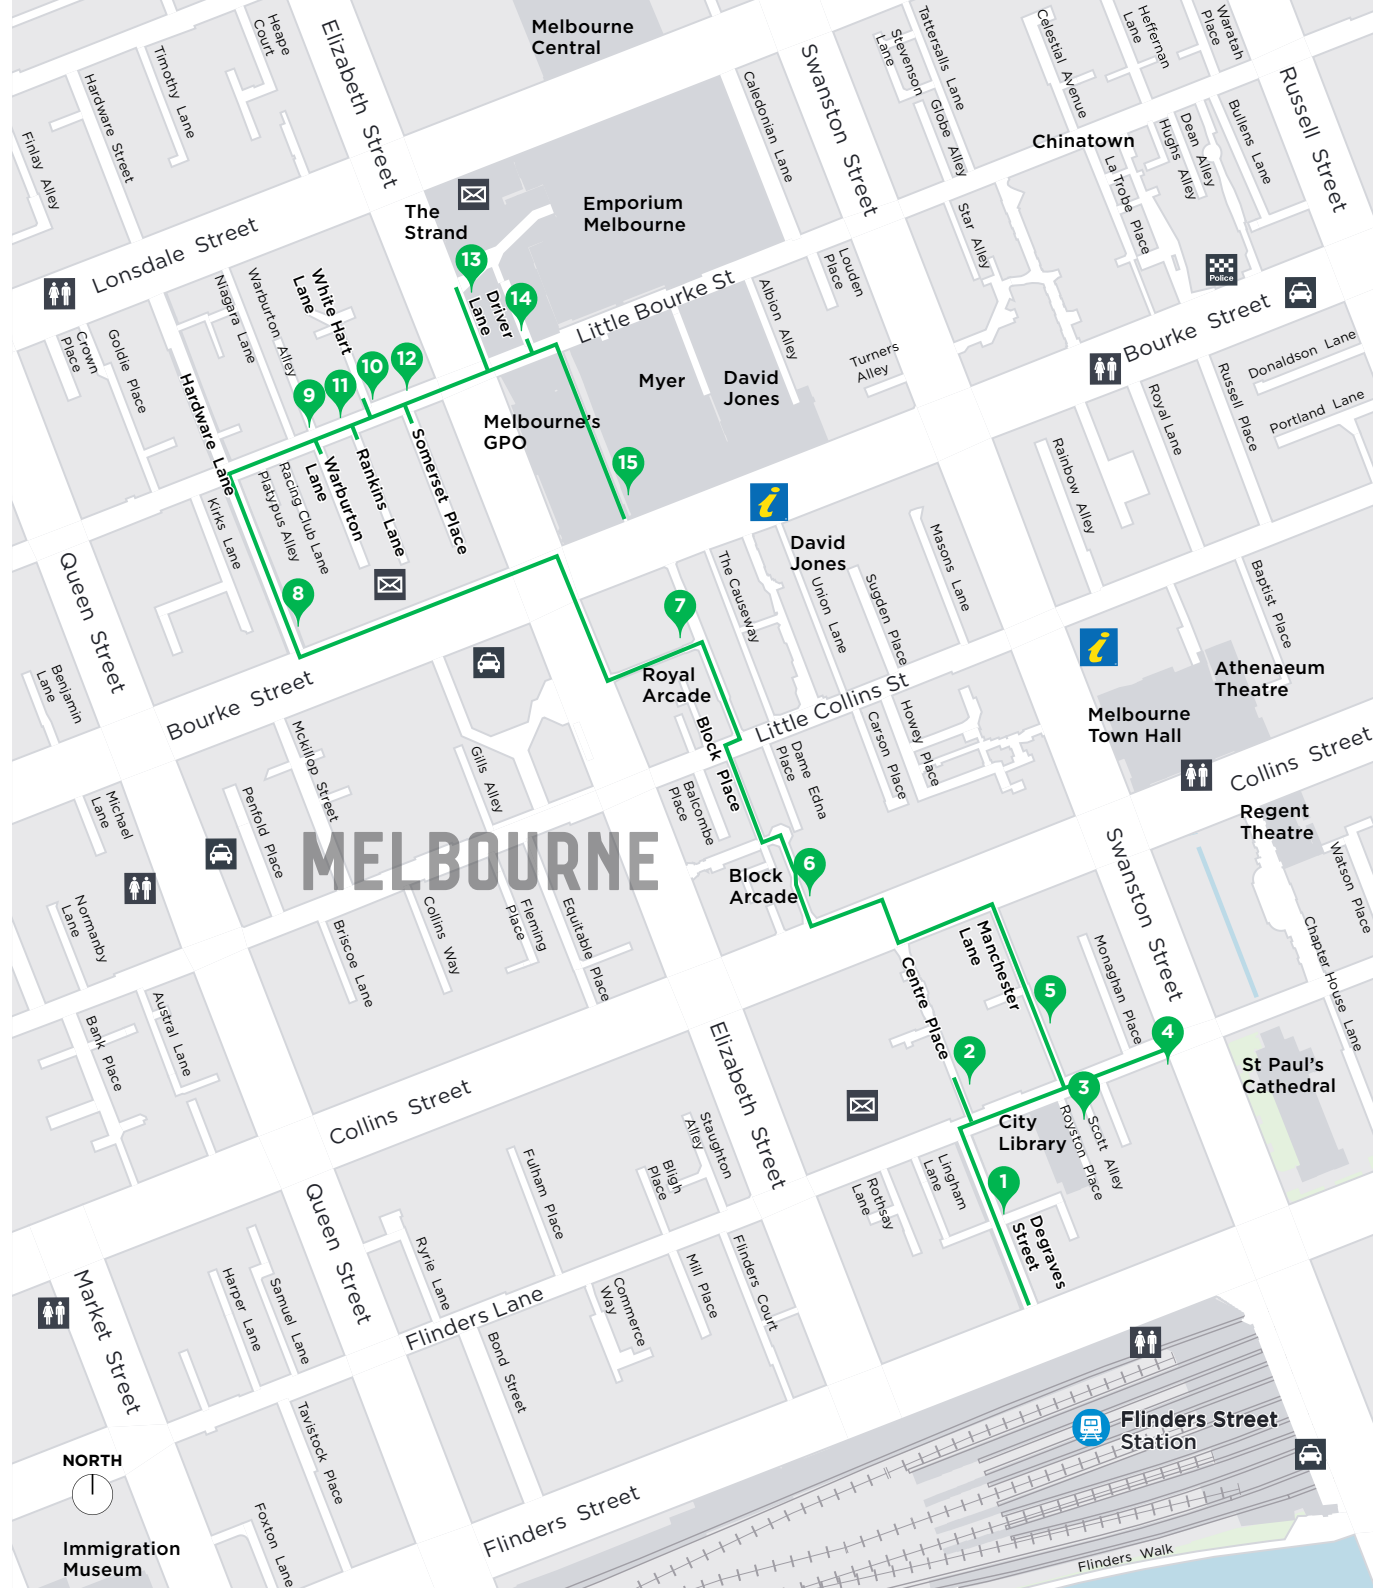 Melbourne
Central
Heape
Court
Elizabeth Street
Timothy Lane
Hardware Street
Finlay Alley
Swanston Street
Caledonian Lane
Stevenson
Lane
Tattersalls Lane
Globe Alley
Celestial Avenue
Heffernan
Lane
Waratah
Place
Russell Street
Chinatown
La Trobe Place
Hughs Alley
Dean Alley
Bullens Lane
Star Alley
Police
Lonsdale Street
The
Strand
Emporium
Melbourne
13
14
Driver
Lane
Little Bourke St
Louden
Place
Albion Alley
Turners
Alley
Bourke Street
Donaldson Lane
Portland Lane
Russell Place
Royal Lane
Rainbow Alley
Crown
Place
Goldie Place
Niagara Lane
Warburton Alley
White Hart
Lane
Hardware Lane
9
11
10
12
Myer
David
Jones
Melbourne's
GPO
15
Somerset Place
Rankins Lane
Warburton
Lane
Racing Club Lane
Platypus Alley
Kirks Lane
8
Queen Street
Benjamin
Lane
Bourke Street
i
David
Jones
The Causeway
Union Lane
Sugden Place
Masons Lane
Baptist Place
7
Royal
Arcade
Block Place
Little Collins St
i
Athenaeum
Theatre
Melbourne
Town Hall
Collins Street
Regent
Theatre
Watson Place
Chapter House Lane
Howey Place
Carson Place
Dame Edna
Place
Balcombe
Place
Mckillop Street
Gills Alley
Penfold Place
Michael
Lane
MELBOURNE
Block
Arcade
6
Normanby
Lane
Briscoe Lane
Collins Way
Fleming
Place
Equitable Place
Swanston Street
Monaghan Place
Manchester
Lane
Centre Place
5
4
2
3
Austral Lane
Bank Place
Elizabeth Street
Collins Street
St Paul's
Cathedral
City
Library
Royston Place
Scott Alley
1
Degraves
Street
Lingham
Lane
Rothsay
Lane
Staughton
Alley
Bligh
Place
Fulham Place
Queen Street
Ryrie Lane
Flinders Court
Mill Place
Commerce
Way
Flinders Lane
Bond Street
Samuel Lane
Harper Lane
Market Street
Tavistock Place
Flinders Street
Station
NORTH
Flinders Street
Foxton Lane
Immigration
Museum
Flinders Walk